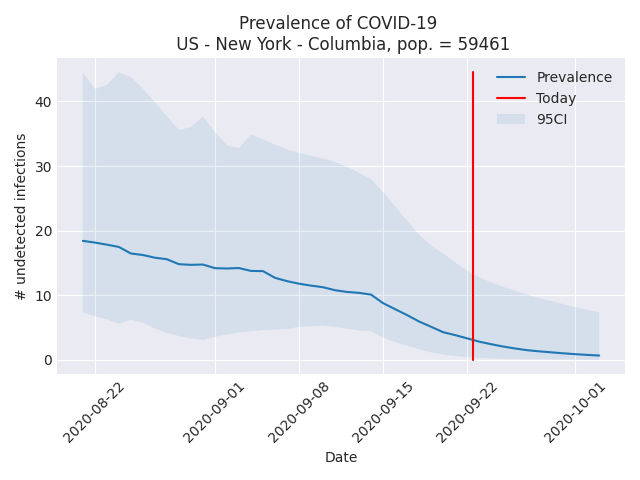 Prevalence of COVID-19
US - New York - Columbia, pop. = 59461
# undetected infections
40
30
20
10
0
Prevalence
Today
95CI
2020-08-22
2020-09-01
2020-09-08
2020-09-15
2020-09-22
2020-10-01
Date